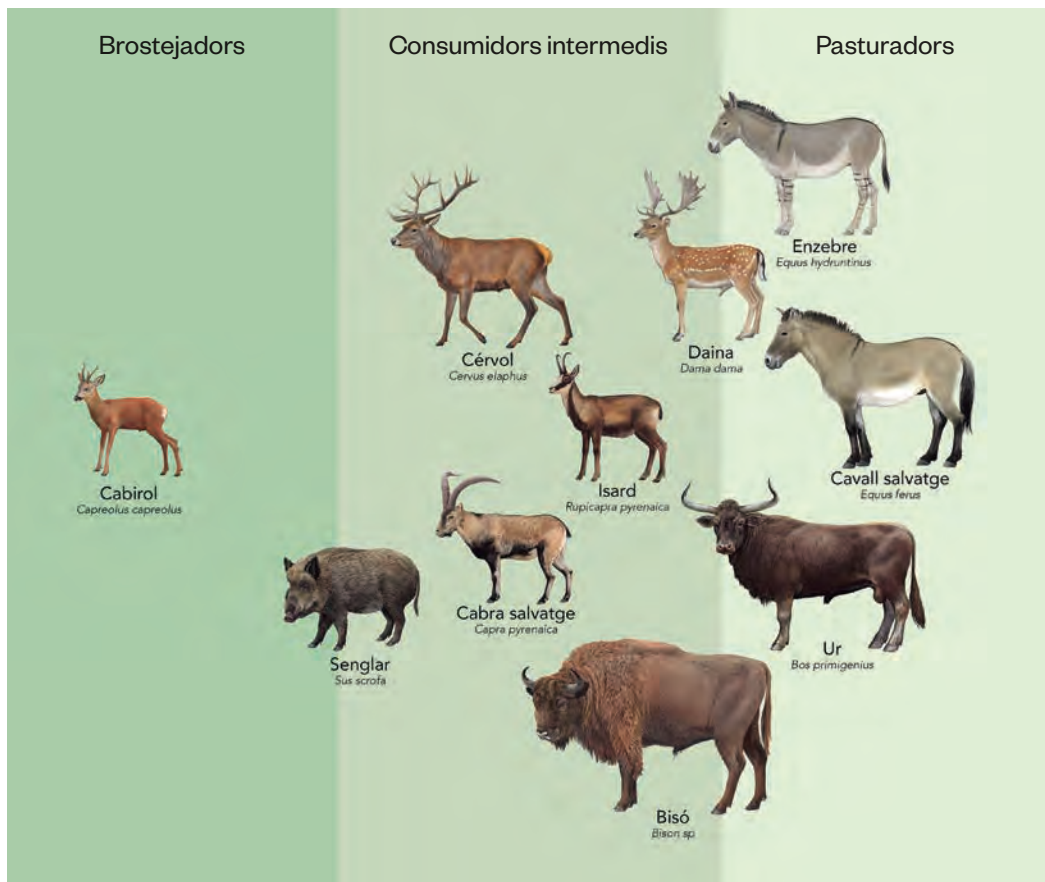 Brostejadors
Consumidors intermedis
Pasturadors
Enzebre
Equus hydruntinus
Cérvol
Cervus elaphus
Daina
Dama dama
Cabirol
Capreolus capreolus
Isard
Rupicapra pyrenaica
Cavall salvatge
Equus ferus
Cabra salvatge
Capra pyrenaica
Senglar
Sus scrofa
Ur
Bos primigenius
Bisó
Bison sp